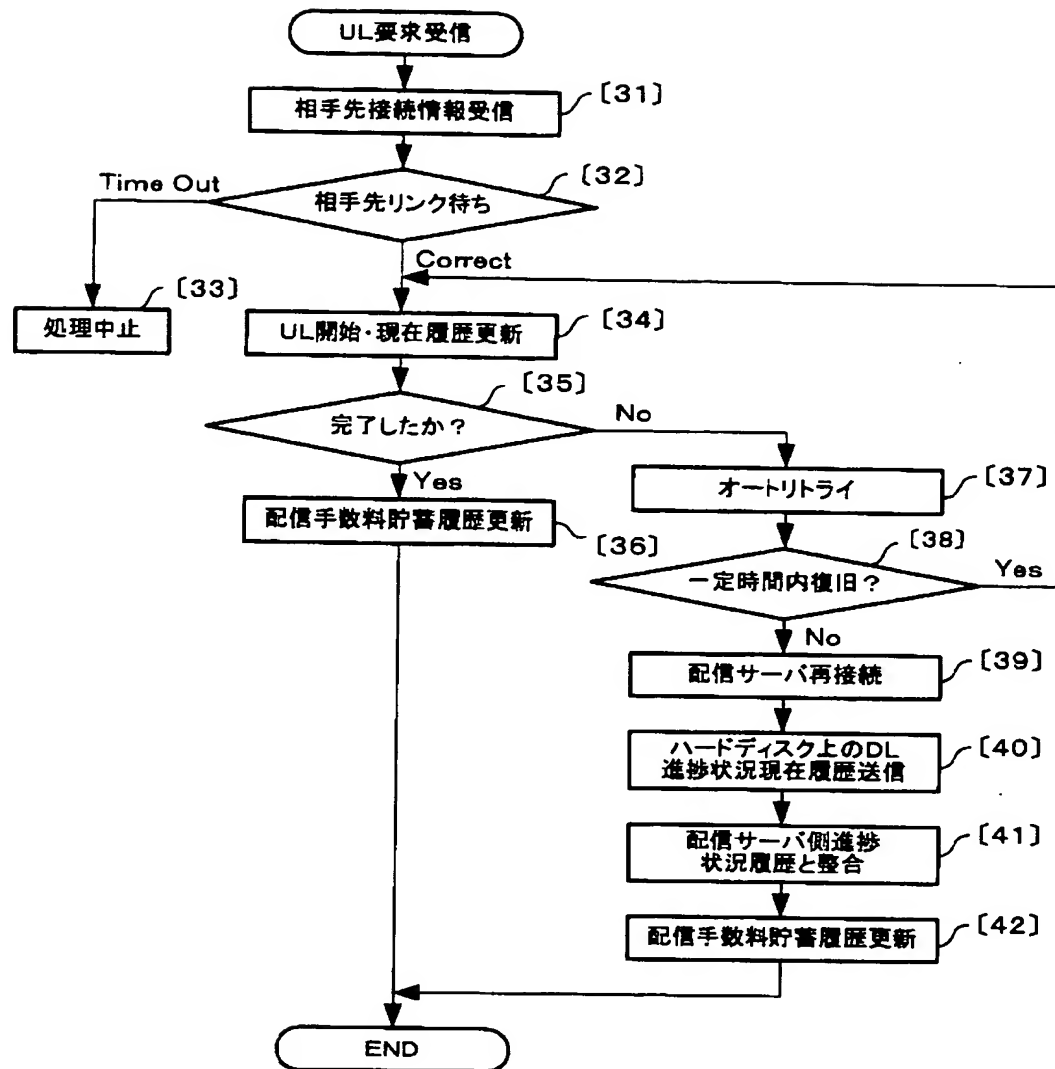 UL要求受信
相手先接続情報受信
〔31〕
相手先リンク待ち
〔32〕
Time Out
Correct
処理中止
〔33〕
UL開始・現在履歴更新
〔34〕
完了したか?
〔35〕
No
Yes
配信手数料貯蓄履歴更新
〔36〕
オートリトライ
〔37〕
一定時間内復旧?
〔38〕
Yes
No
配信サーバ再接続
〔39〕
ハードディスク上のDL
進捗状況現在履歴送信
〔40〕
配信サーバ側進捗
状況履歴と整合
〔41〕
配信手数料貯蓄履歴更新
〔42〕
END